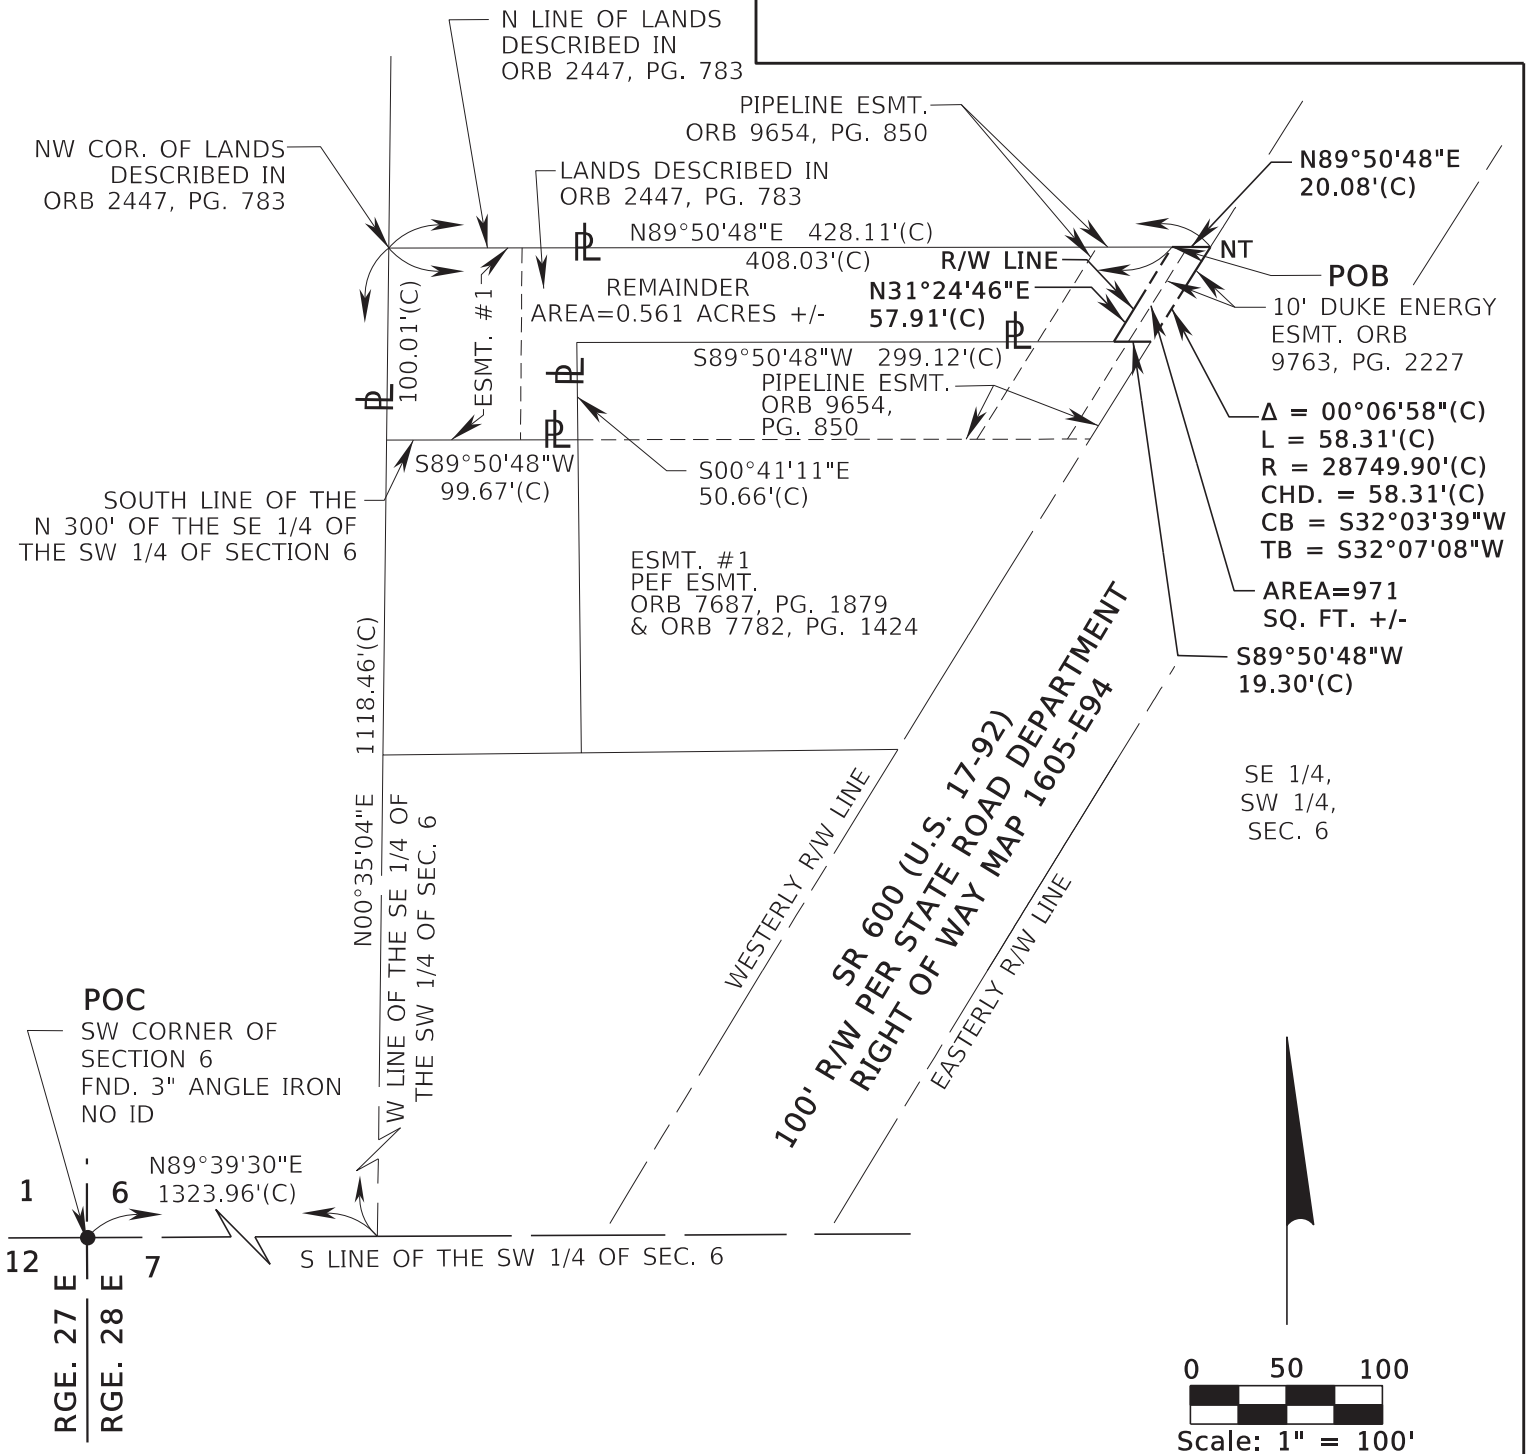 N LINE OF LANDS
DESCRIBED IN
ORB 2447, PG. 783
PIPELINE ESMT.
ORB 9654, PG. 850
NW COR. OF LANDS
DESCRIBED IN
ORB 2447, PG. 783
LANDS DESCRIBED IN
ORB 2447, PG. 783
N89°50'48"E
20.08'(C)
N89°50'48"E 428.11'(C)
408.03'(C)
R/W LINE
NT
POB
REMAINDER
AREA=0.561 ACRES +/-
N31°24'46"E
57.91'(C)
10' DUKE ENERGY
ESMT. ORB
9763, PG. 2227
100.01'(C)
ESMT. #1
PL
PL
PL
PL
PL
S89°50'48"W 299.12'(C)
PIPELINE ESMT.
ORB 9654,
PG. 850
Δ = 00°06'58"(C)
L = 58.31'(C)
R = 28749.90'(C)
CHD. = 58.31'(C)
CB = S32°03'39"W
TB = S32°07'08"W
S89°50'48"W
99.67'(C)
S00°41'11"E
50.66'(C)
SOUTH LINE OF THE
N 300' OF THE SE 1/4 OF
THE SW 1/4 OF SECTION 6
ESMT. #1
PEF ESMT.
ORB 7687, PG. 1879
& ORB 7782, PG. 1424
AREA=971
SQ. FT. +/-
S89°50'48"W
19.30'(C)
N00°35'04"E 1118.46'(C)
W LINE OF THE SE 1/4 OF
THE SW 1/4 OF SEC. 6
WESTERLY R/W LINE
SR 600 (U.S. 17-92)
100' R/W PER STATE ROAD DEPARTMENT
RIGHT OF WAY MAP 1605-E94
EASTERLY R/W LINE
SE 1/4,
SW 1/4,
SEC. 6
POC
SW CORNER OF
SECTION 6
FND. 3" ANGLE IRON
NO ID
N89°39'30"E
1323.96'(C)
1
6
12
7
S LINE OF THE SW 1/4 OF SEC. 6
RGE. 27 E
RGE. 28 E
0 50 100
Scale: 1" = 100'